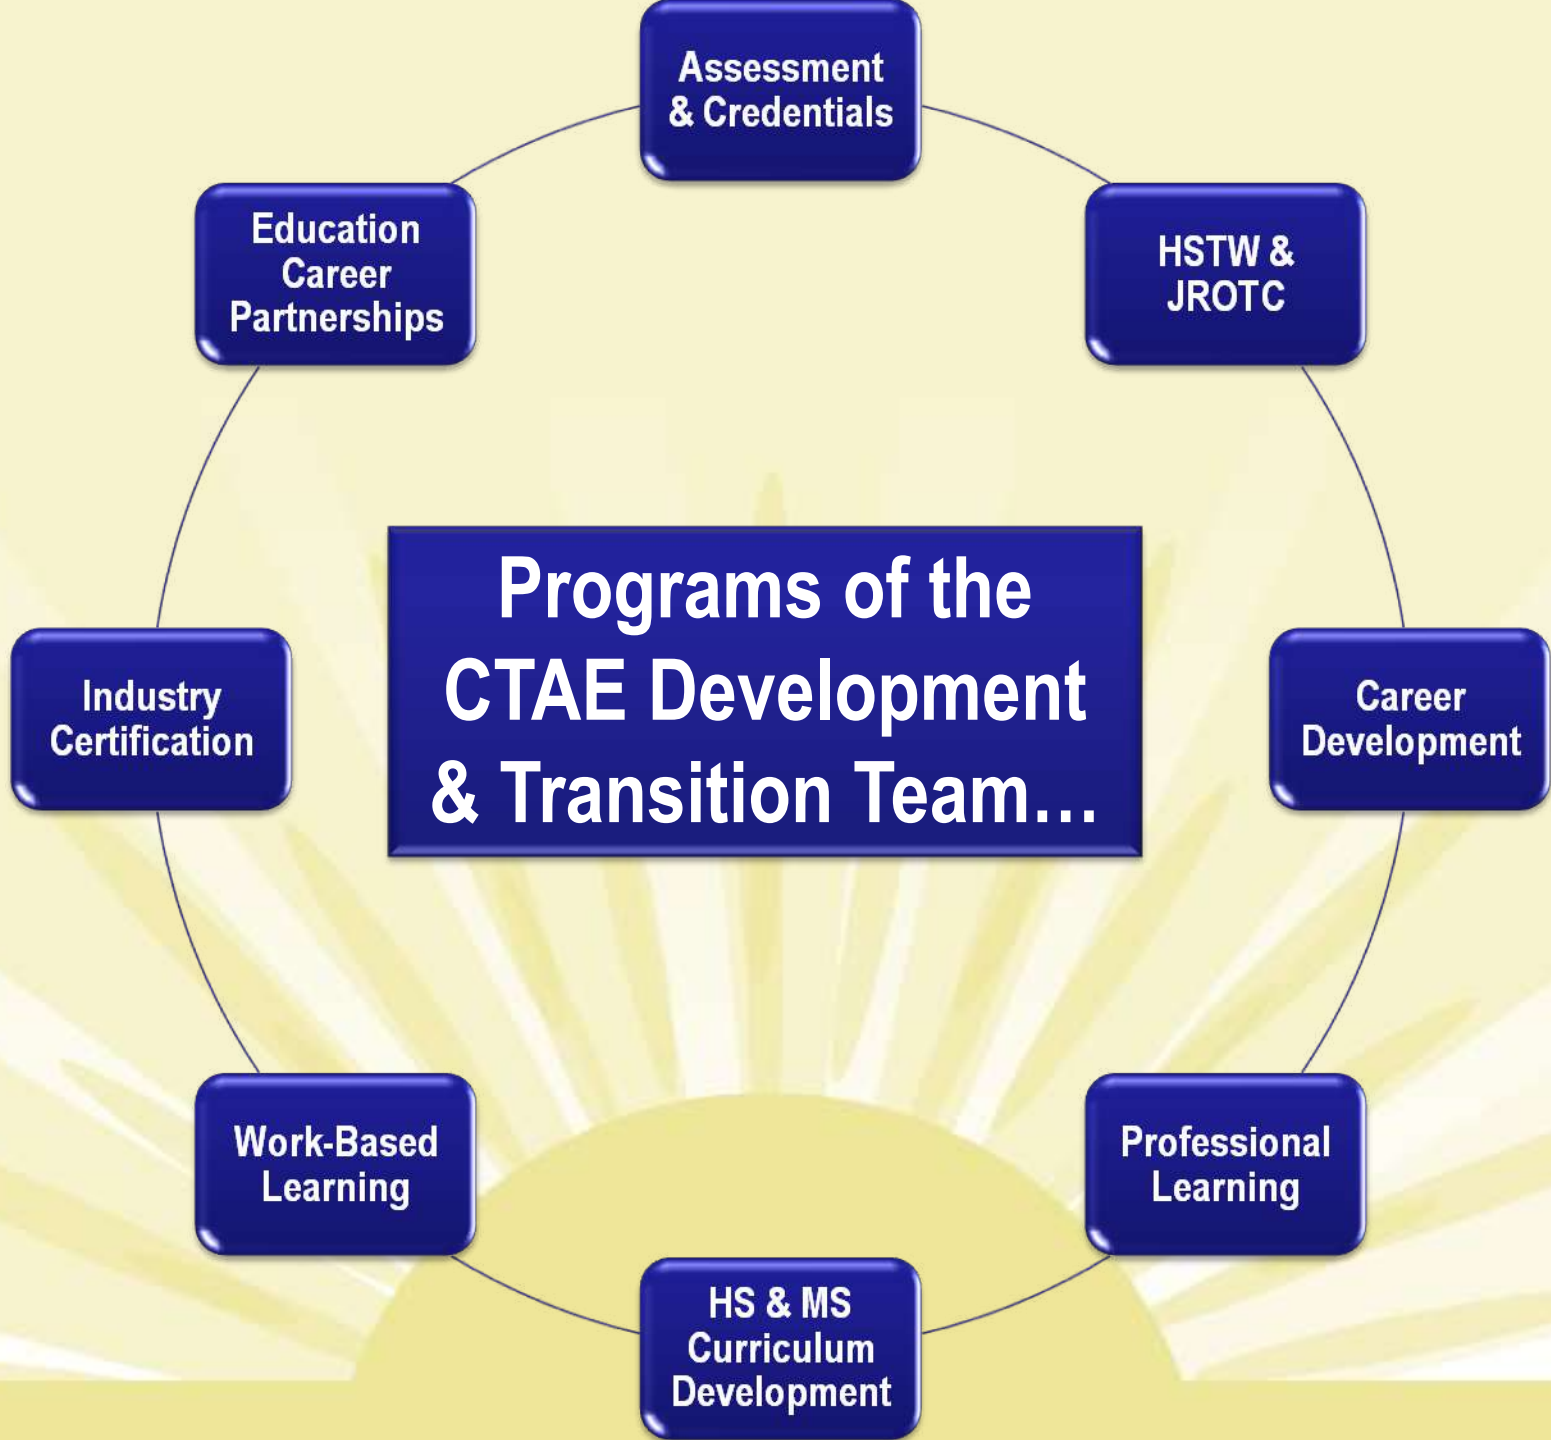 Assessment
& Credentials
Education
Career
Partnerships
HSTW &
JROTC
Programs of the
CTAE Development
& Transition Team…
Industry
Certification
Career
Development
Work-Based
Learning
Professional
Learning
HS & MS
Curriculum
Development